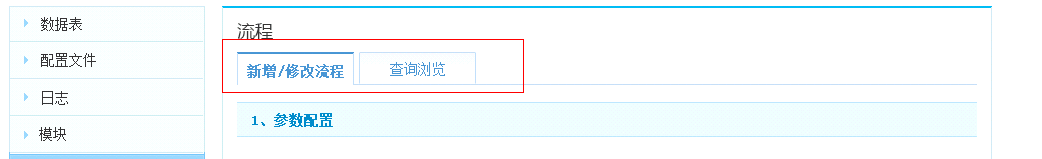 数据表
配置文件
日志
模块
流程
新增/修改流程
查询浏览
1、参数配置